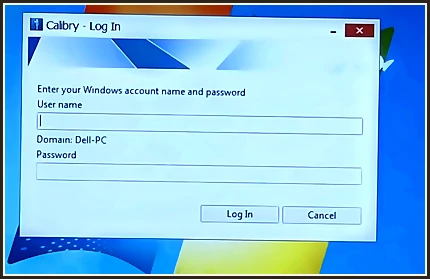 Calibry - Log In
Enter your Windows account name and password
User name
Domain: Dell-PC
Password
Log In
Cancel